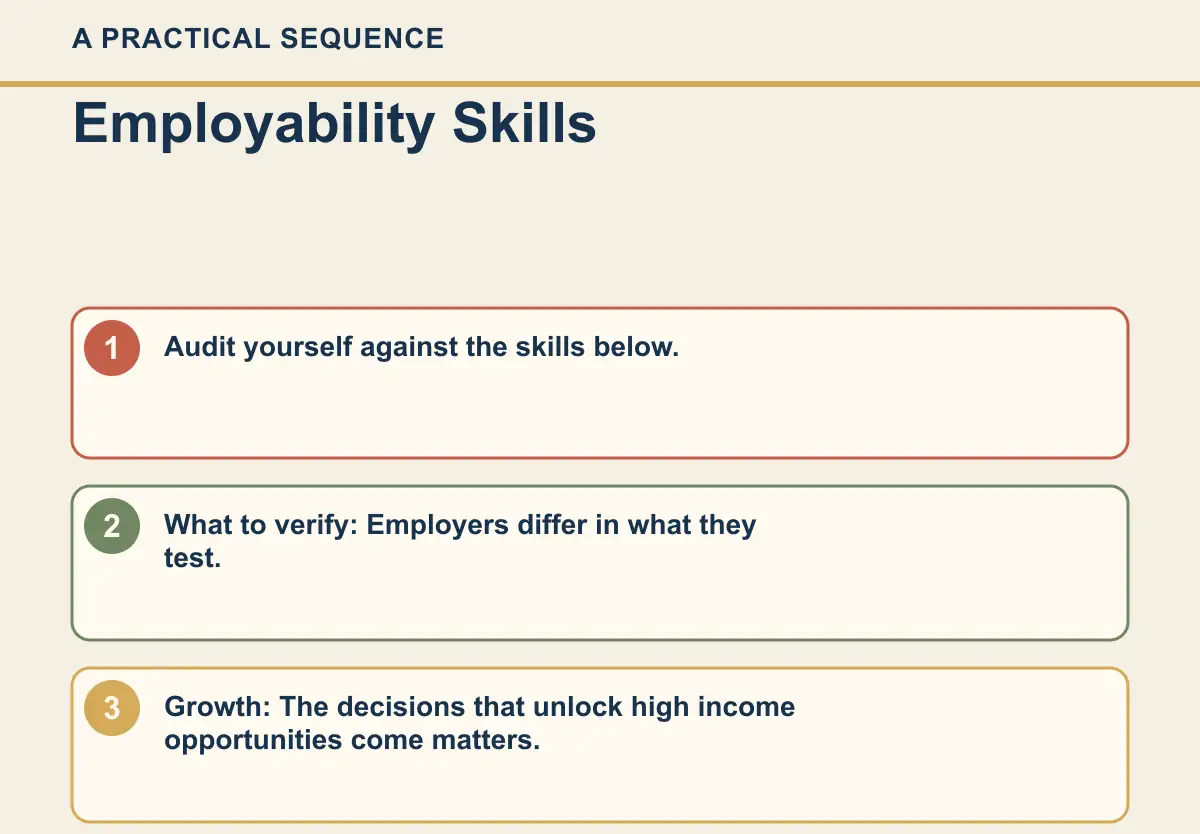 A PRACTICAL SEQUENCE
Employability Skills
1
Audit yourself against the skills below.
2
What to verify: Employers differ in what they
test.
3
Growth: The decisions that unlock high income
opportunities come matters.